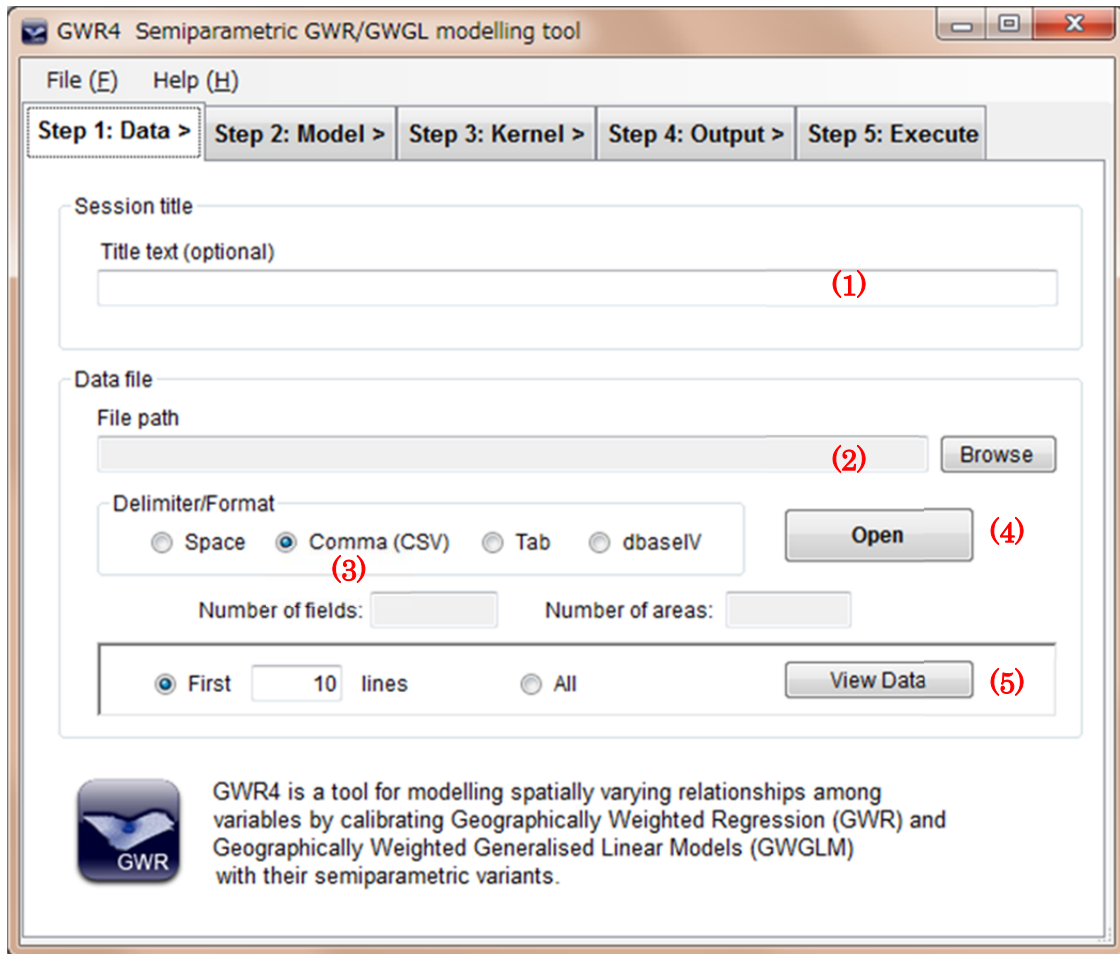 GWR4 Semiparametric GWR/GWGL modelling tool
File (F) Help (H)
Step 1: Data > Step 2: Model > Step 3: Kernel > Step 4: Output > Step 5: Execute
Session title
Title text (optional)
(1)
Data file
File path
(2) Browse
Delimiter/Format
Space Comma (CSV) Tab dbaseIV
Open (4)
(3)
Number of fields: Number of areas:
First 10 lines All View Data (5)
GWR
GWR4 is a tool for modelling spatially varying relationships among
variables by calibrating Geographically Weighted Regression (GWR) and
Geographically Weighted Generalised Linear Models (GWGLM)
with their semiparametric variants.